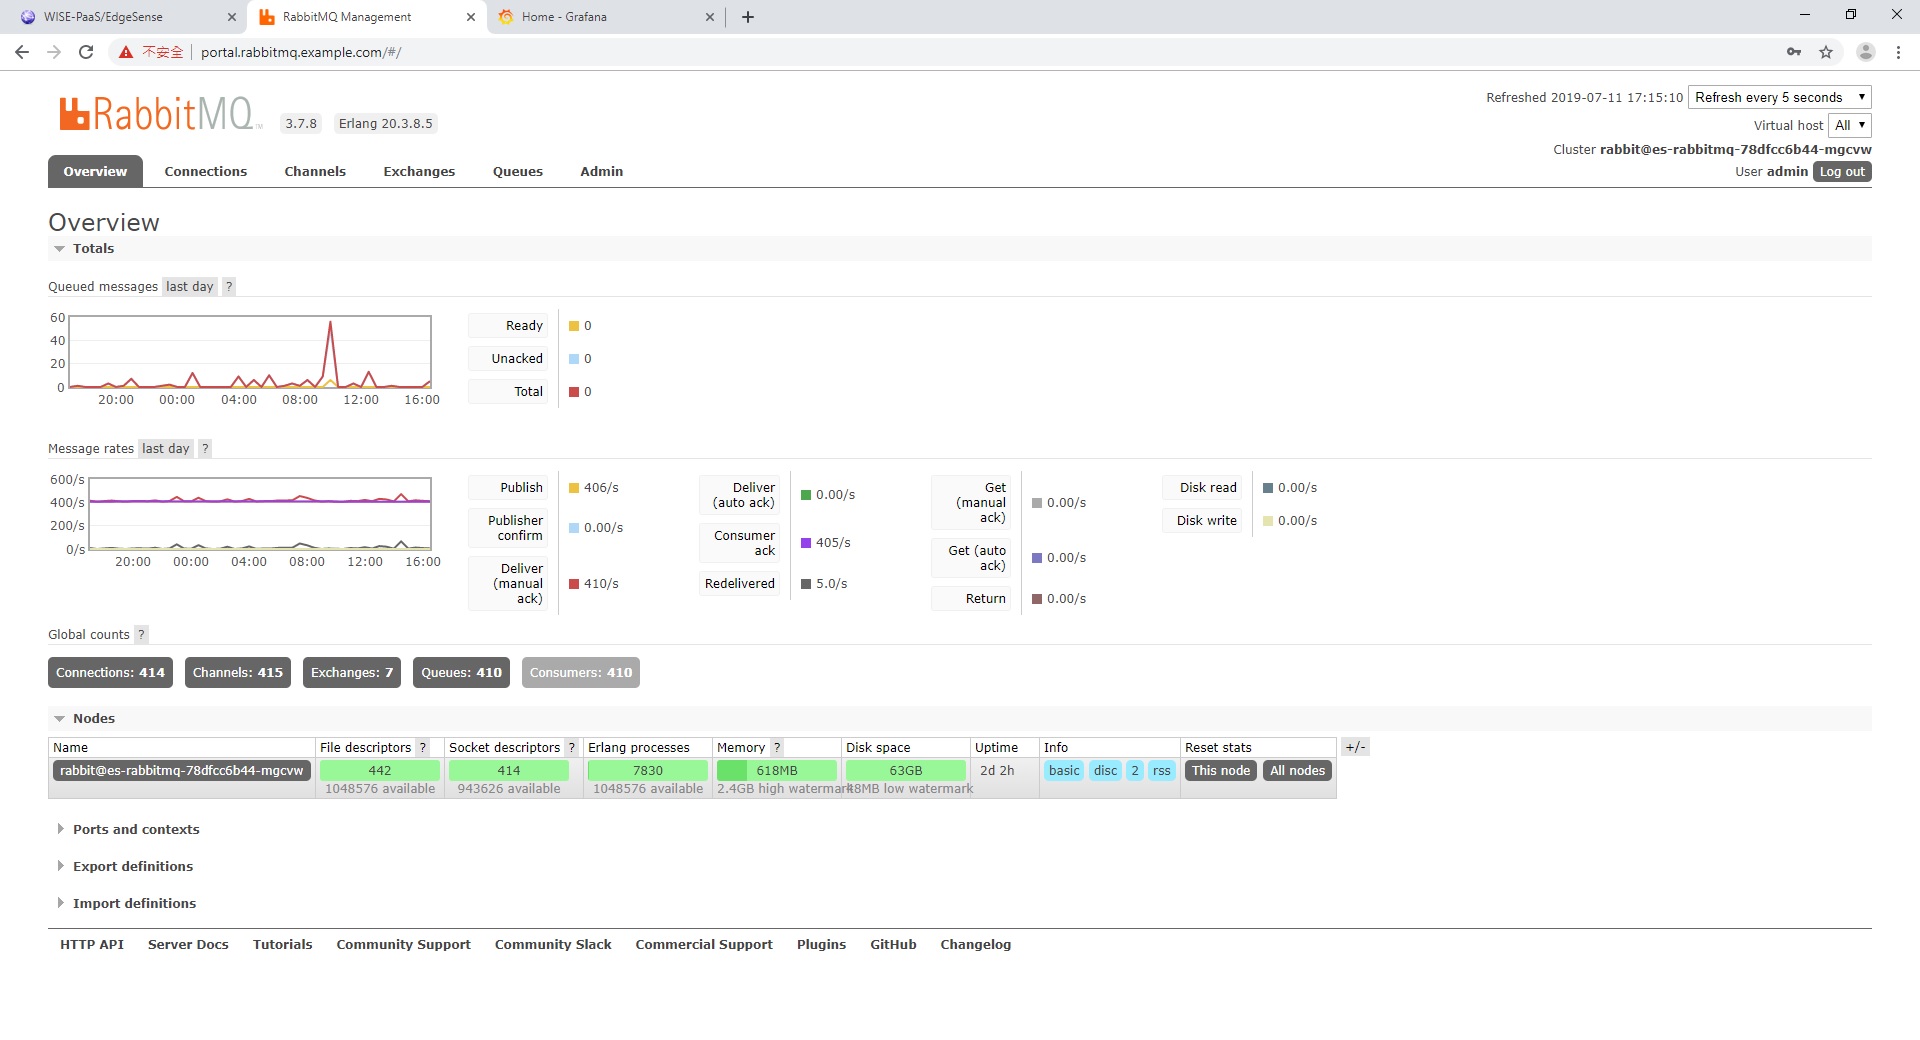 WISE-PaaS/EdgeSense
RabbitMQ Management
Home - Grafana
不安全
portal.rabbitmq.example.com/#/
RabbitMQ
TM
3.7.8
Erlang 20.3.8.5
Refreshed 2019-07-11 17:15:10
Refresh every 5 seconds
Virtual host
All
Cluster rabbit@es-rabbitmq-78dfcc6b44-mgcvw
User admin
Log out
Overview
Connections
Channels
Exchanges
Queues
Admin
Overview
Totals
Queued messages last day ?
60
40
20
0
20:00 00:00 04:00 08:00 12:00 16:00
Ready 0
Unacked 0
Total 0
Message rates last day ?
600/s
400/s
200/s
0/s
20:00 00:00 04:00 08:00 12:00 16:00
Publish 406/s
Publisher
confirm 0.00/s
Deliver
(manual
ack) 410/s
Deliver
(auto ack) 0.00/s
Consumer
ack 405/s
Redelivered 5.0/s
Get
(manual
ack) 0.00/s
Get (auto
ack) 0.00/s
Return 0.00/s
Disk read 0.00/s
Disk write 0.00/s
Global counts ?
Connections: 414
Channels: 415
Exchanges: 7
Queues: 410
Consumers: 410
Nodes
Name File descriptors ? Socket descriptors ? Erlang processes Memory ? Disk space Uptime Info Reset stats +/-
rabbit@es-rabbitmq-78dfcc6b44-mgcvw 442 414 7830 618MB 63GB 2d 2h basic disc 2 rss This node All nodes
1048576 available 943626 available 1048576 available 2.4GB high watermark 48MB low watermark
Ports and contexts
Export definitions
Import definitions
HTTP API Server Docs Tutorials Community Support Community Slack Commercial Support Plugins GitHub Changelog